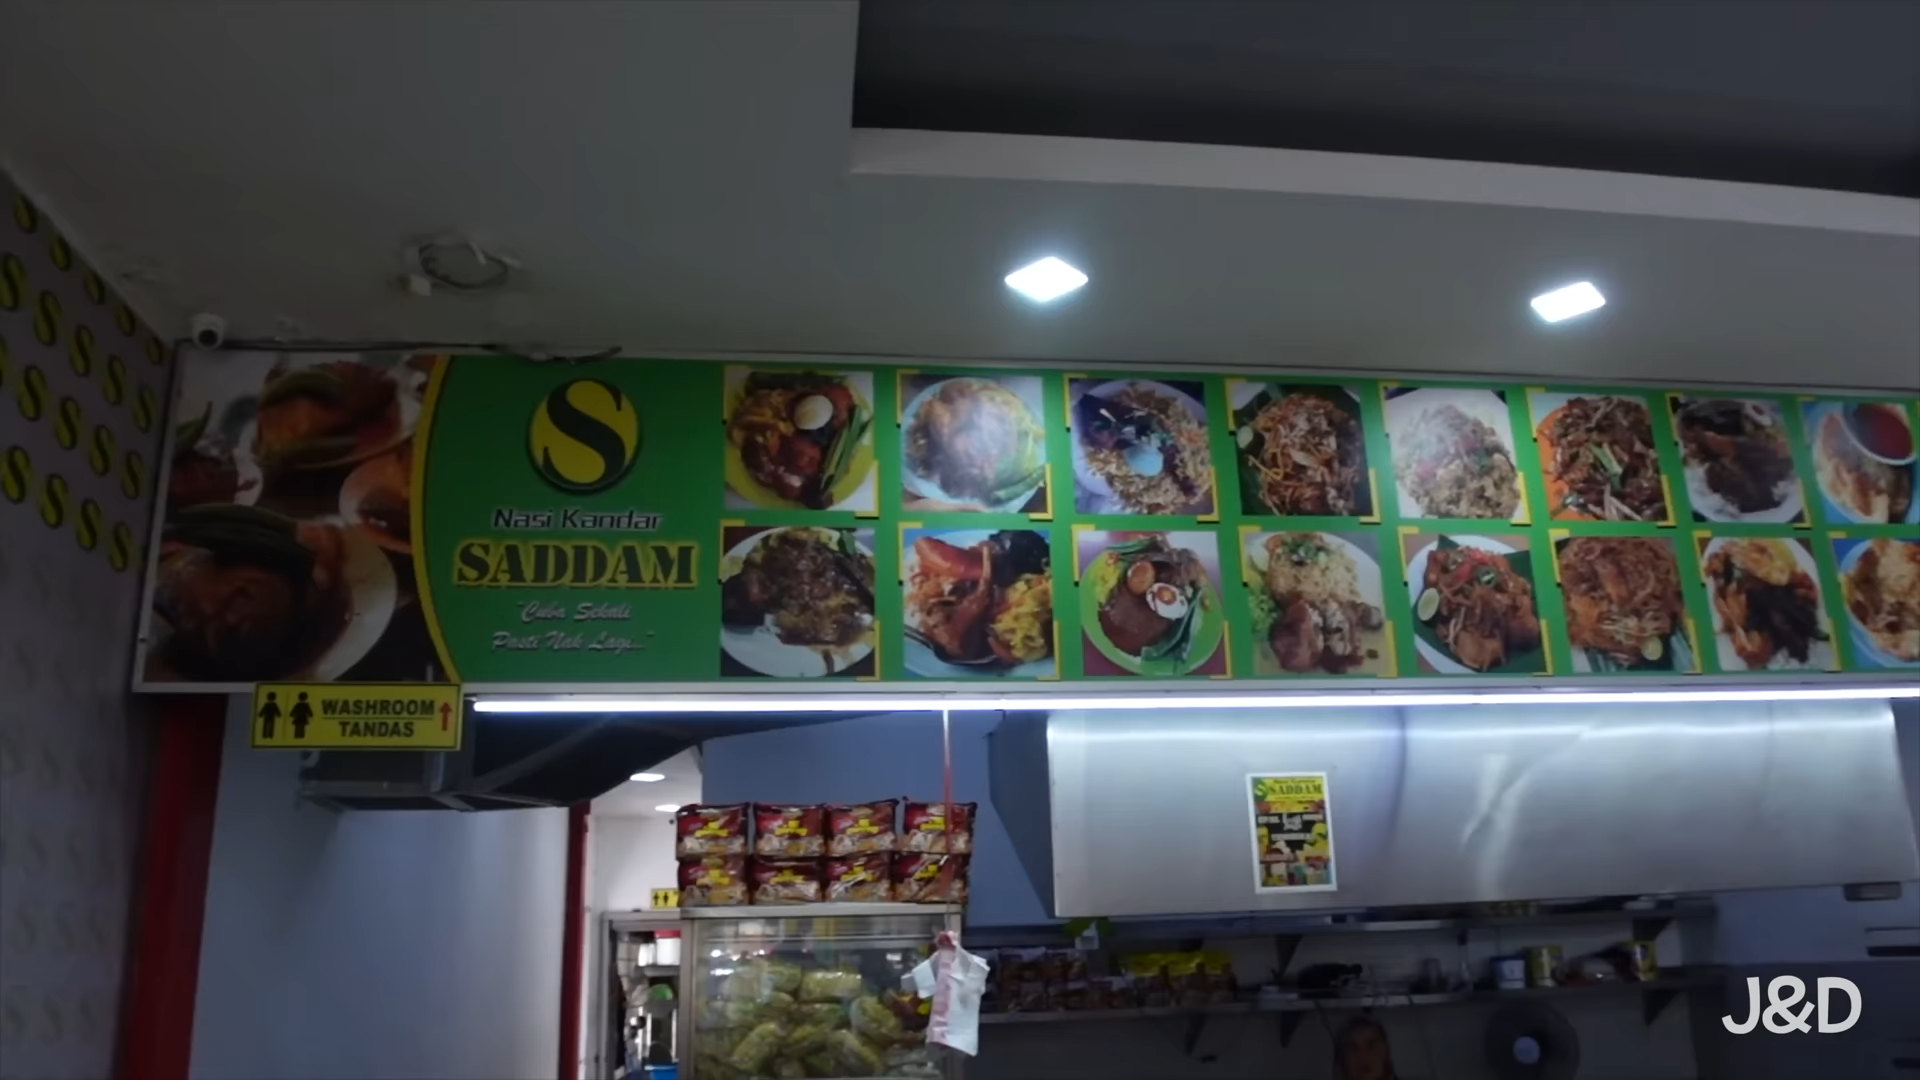 S
Nasi Kandar
SADDAM
"Cuba Sekali
Pasti Nak Lagi..."
WASHROOM
TANDAS
SADDAM
J&D